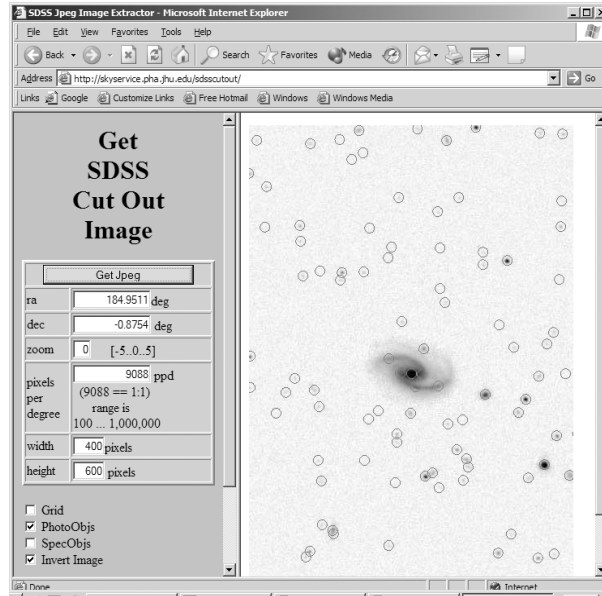 SDSS Jpeg Image Extractor - Microsoft Internet Explorer
File Edit View Favorites Tools Help
Back Search Favorites Media
Address http://skyservice.pha.jhu.edu/sdsscutout/ Go
Links Google Customize Links Free Hotmail Windows Windows Media
Get
SDSS
Cut Out
Image
Get Jpeg
ra 184.9511 deg
dec -0.8754 deg
zoom 0 [-5..0..5]
pixels per degree 9088 ppd
(9088 == 1:1)
range is
100 ... 1,000,000
width 400 pixels
height 600 pixels
Grid
PhotoObjs
SpecObjs
Invert Image
Done Internet